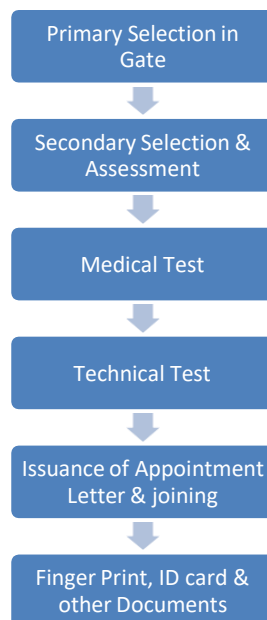 Primary Selection in
Gate
Secondary Selection &
Assessment
Medical Test
Technical Test
Issuance of Appointment
Letter & joining
Finger Print, ID card &
other Documents